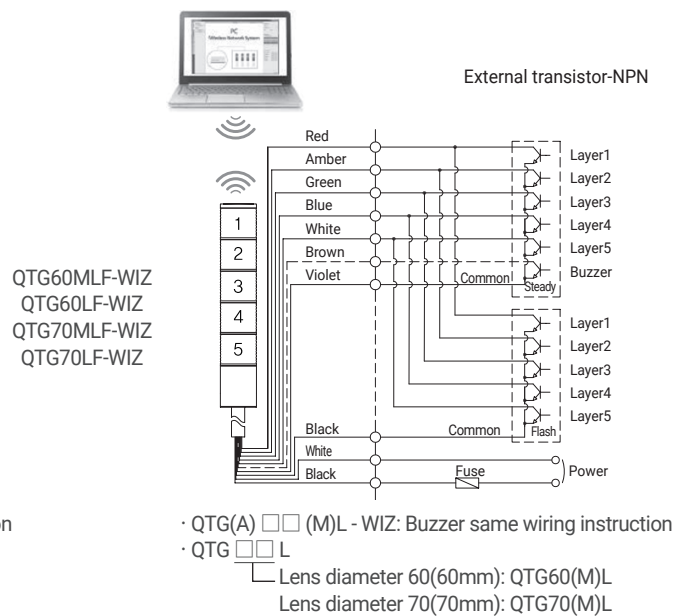 PC
Wireless Network System
External transistor-NPN
Red
Amber
Green
Blue
White
Brown
Violet
Common
Steady
Layer1
Layer2
Layer3
Layer4
Layer5
Buzzer
1
2
3
4
5
QTG60MLF-WIZ
QTG60LF-WIZ
QTG70MLF-WIZ
QTG70LF-WIZ
Layer1
Layer2
Layer3
Layer4
Layer5
Black
Common
Flash
White
Black
Fuse
Power
on
· QTG(A) □□ (M)L - WIZ: Buzzer same wiring instruction
· QTG □□ L
Lens diameter 60(60mm): QTG60(M)L
Lens diameter 70(70mm): QTG70(M)L